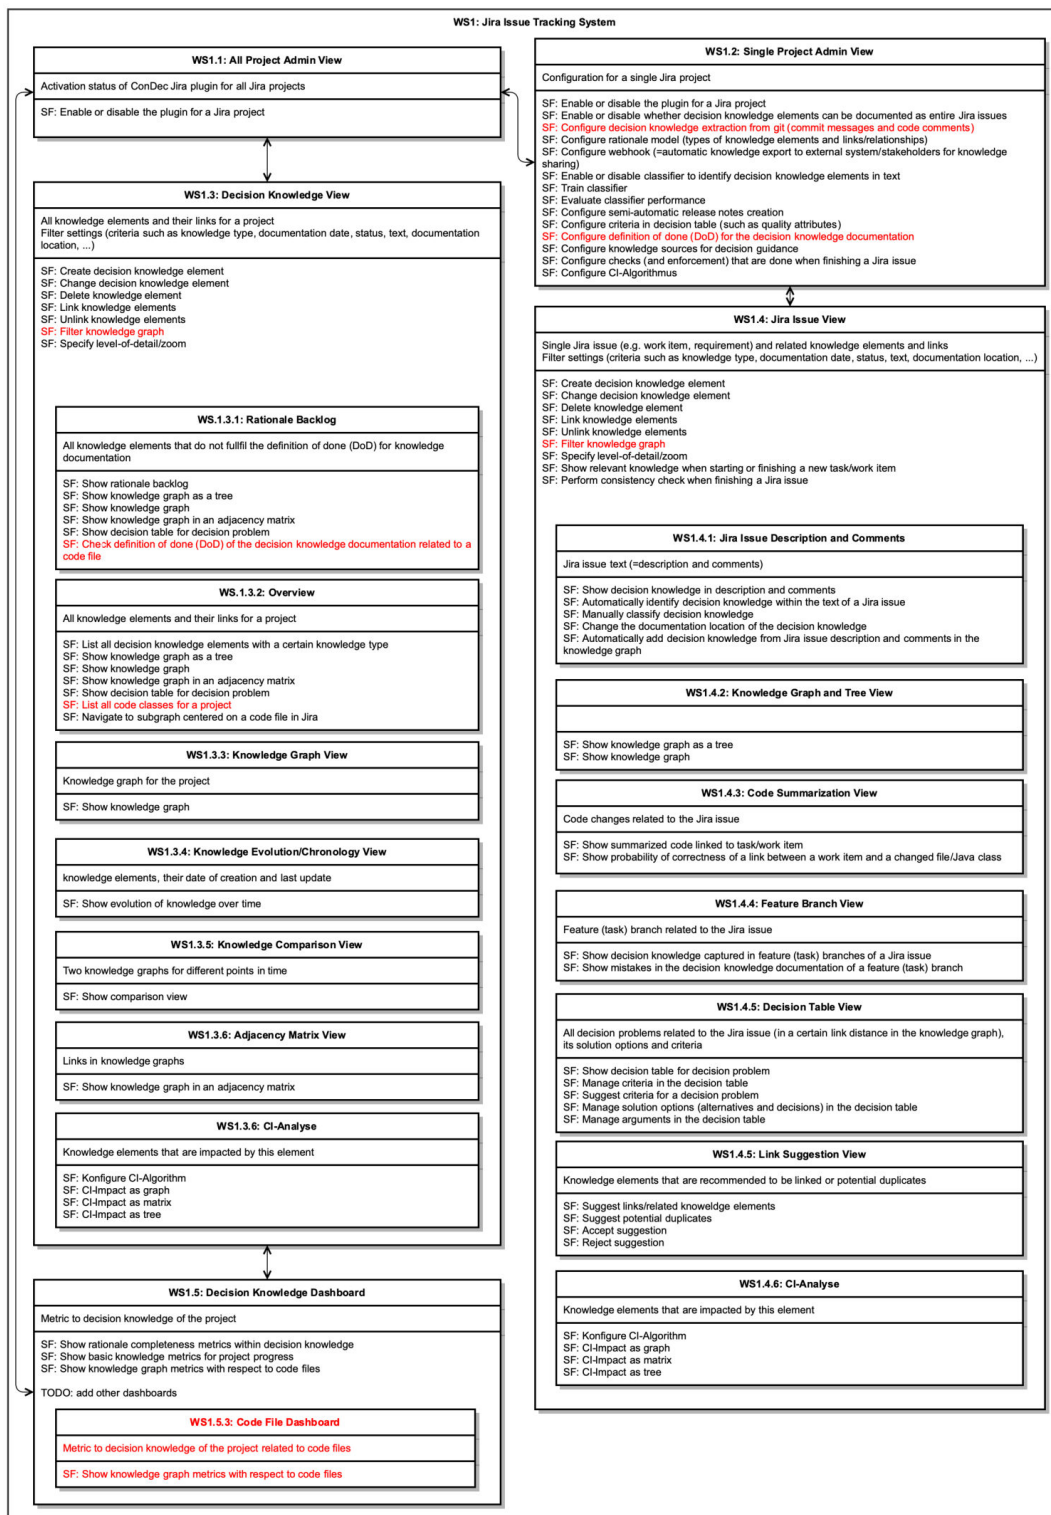 WS1: Jira Issue Tracking System
WS1.1: All Project Admin View
Activation status of ConDec Jira plugin for all Jira projects
SF: Enable or disable the plugin for a Jira project
WS1.3: Decision Knowledge View
All knowledge elements and their links for a project
Filter settings (criteria such as knowledge type, documentation date, status, text, documentation
location, ...)
SF: Create decision knowledge element
SF: Change decision knowledge element
SF: Delete knowledge element
SF: Link knowledge elements
SF: Unlink knowledge elements
SF: Filter knowledge graph
SF: Specify level-of-detail/zoom
WS.1.3.1: Rationale Backlog
All knowledge elements that do not fullfil the definition of done (DoD) for knowledge
documentation
SF: Show rationale backlog
SF: Show knowledge graph as a tree
SF: Show knowledge graph
SF: Show knowledge graph in an adjacency matrix
SF: Show decision table for decision problem
SF: Check definition of done (DoD) of the decision knowledge documentation related to a
code file
WS.1.3.2: Overview
All knowledge elements and their links for a project
SF: List all decision knowledge elements with a certain knowledge type
SF: Show knowledge graph as a tree
SF: Show knowledge graph
SF: Show knowledge graph in an adjacency matrix
SF: Show decision table for decision problem
SF: List all code classes for a project
SF: Navigate to subgraph centered on a code file in Jira
WS1.3.3: Knowledge Graph View
Knowledge graph for the project
SF: Show knowledge graph
WS1.3.4: Knowledge Evolution/Chronology View
knowledge elements, their date of creation and last update
SF: Show evolution of knowledge over time
WS1.3.5: Knowledge Comparison View
Two knowledge graphs for different points in time
SF: Show comparison view
WS1.3.6: Adjacency Matrix View
Links in knowledge graphs
SF: Show knowledge graph in an adjacency matrix
WS1.3.6: CI-Analyse
Knowledge elements that are impacted by this element
SF: Konfigure CI-Algorithm
SF: CI-Impact as graph
SF: CI-Impact as matrix
SF: CI-Impact as tree
WS1.5: Decision Knowledge Dashboard
Metric to decision knowledge of the project
SF: Show rationale completeness metrics within decision knowledge
SF: Show basic knowledge metrics for project progress
SF: Show knowledge graph metrics with respect to code files
TODO: add other dashboards
WS1.5.3: Code File Dashboard
Metric to decision knowledge of the project related to code files
SF: Show knowledge graph metrics with respect to code files
WS1.2: Single Project Admin View
Configuration for a single Jira project
SF: Enable or disable the plugin for a Jira project
SF: Enable or disable whether decision knowledge elements can be documented as entire Jira issues
SF: Configure decision knowledge extraction from git (commit messages and code comments)
SF: Configure rationale model (types of knowledge elements and links/relationships)
SF: Configure webhook (=automatic knowledge export to external system/stakeholders for knowledge
sharing)
SF: Enable or disable classifier to identify decision knowledge elements in text
SF: Train classifier
SF: Evaluate classifier performance
SF: Configure semi-automatic release notes creation
SF: Configure criteria in decision table (such as quality attributes)
SF: Configure definition of done (DoD) for the decision knowledge documentation
SF: Configure knowledge sources for decision guidance
SF: Configure checks (and enforcement) that are done when finishing a Jira issue
SF: Configure CI-Algorithmus
WS1.4: Jira Issue View
Single Jira issue (e.g. work item, requirement) and related knowledge elements and links
Filter settings (criteria such as knowledge type, documentation date, status, text, documentation location, ...)
SF: Create decision knowledge element
SF: Change decision knowledge element
SF: Delete knowledge element
SF: Link knowledge elements
SF: Unlink knowledge elements
SF: Filter knowledge graph
SF: Specify level-of-detail/zoom
SF: Show relevant knowledge when starting or finishing a new task/work item
SF: Perform consistency check when finishing a Jira issue
WS1.4.1: Jira Issue Description and Comments
Jira issue text (=description and comments)
SF: Show decision knowledge in description and comments
SF: Automatically identify decision knowledge within the text of a Jira issue
SF: Manually classify decision knowledge
SF: Change the documentation location of the decision knowledge
SF: Automatically add decision knowledge from Jira issue description and comments in the
knowledge graph
WS1.4.2: Knowledge Graph and Tree View
SF: Show knowledge graph as a tree
SF: Show knowledge graph
WS1.4.3: Code Summarization View
Code changes related to the Jira issue
SF: Show summarized code linked to task/work item
SF: Show probability of correctness of a link between a work item and a changed file/Java class
WS1.4.4: Feature Branch View
Feature (task) branch related to the Jira issue
SF: Show decision knowledge captured in feature (task) branches of a Jira issue
SF: Show mistakes in the decision knowledge documentation of a feature (task) branch
WS1.4.5: Decision Table View
All decision problems related to the Jira issue (in a certain link distance in the knowledge graph),
its solution options and criteria
SF: Show decision table for decision problem
SF: Manage criteria in the decision table
SF: Suggest criteria for a decision problem
SF: Manage solution options (alternatives and decisions) in the decision table
SF: Manage arguments in the decision table
WS1.4.5: Link Suggestion View
Knowledge elements that are recommended to be linked or potential duplicates
SF: Suggest links/related knoweldge elements
SF: Suggest potential duplicates
SF: Accept suggestion
SF: Reject suggestion
WS1.4.6: CI-Analyse
Knowledge elements that are impacted by this element
SF: Konfigure CI-Algorithm
SF: CI-Impact as graph
SF: CI-Impact as matrix
SF: CI-Impact as tree